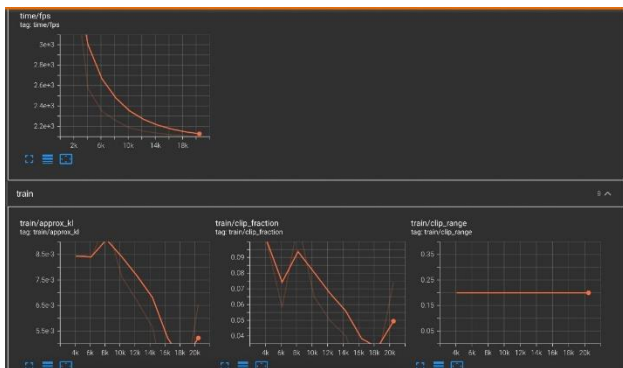 time/fps
tag: time/fps
3e+3
2.8e+3
2.6e+3
2.4e+3
2.2e+3
2k 6k 10k 14k 18k
train
train/approx_kl
tag: train/approx_kl
8.5e-3
7.5e-3
6.5e-3
5.5e-3
4k 6k 8k 10k 12k 14k 16k 20k
train/clip_fraction
tag: train/clip_fraction
0.09
0.08
0.07
0.06
0.05
0.04
4k 6k 8k 10k 12k 14k 16k 18k 20k
train/clip_range
tag: train/clip_range
0.35
0.25
0.15
0.05
4k 6k 8k 10k 12k 14k 16k 18k 20k